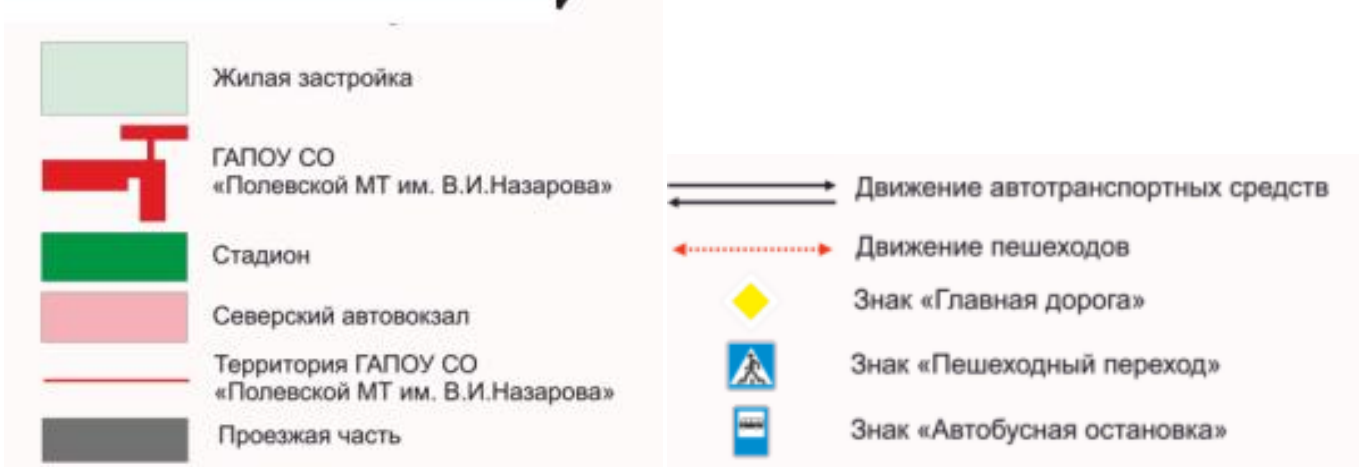 Жилая застройка
ГАПОУ СО
«Полевской МТ им. В.И.Назарова»
Стадион
Северский автовокзал
Территория ГАПОУ СО
«Полевской МТ им. В.И.Назарова»
Проезжая часть
Движение автотранспортных средств
Движение пешеходов
Знак «Главная дорога»
Знак «Пешеходный переход»
Знак «Автобусная остановка»